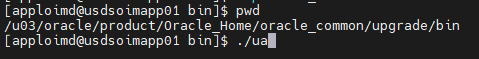 [apploimd@usdsoimapp01 bin]$ pwd
/u03/oracle/product/Oracle_Home/oracle_common/upgrade/bin
[apploimd@usdsoimapp01 bin]$ ./ua